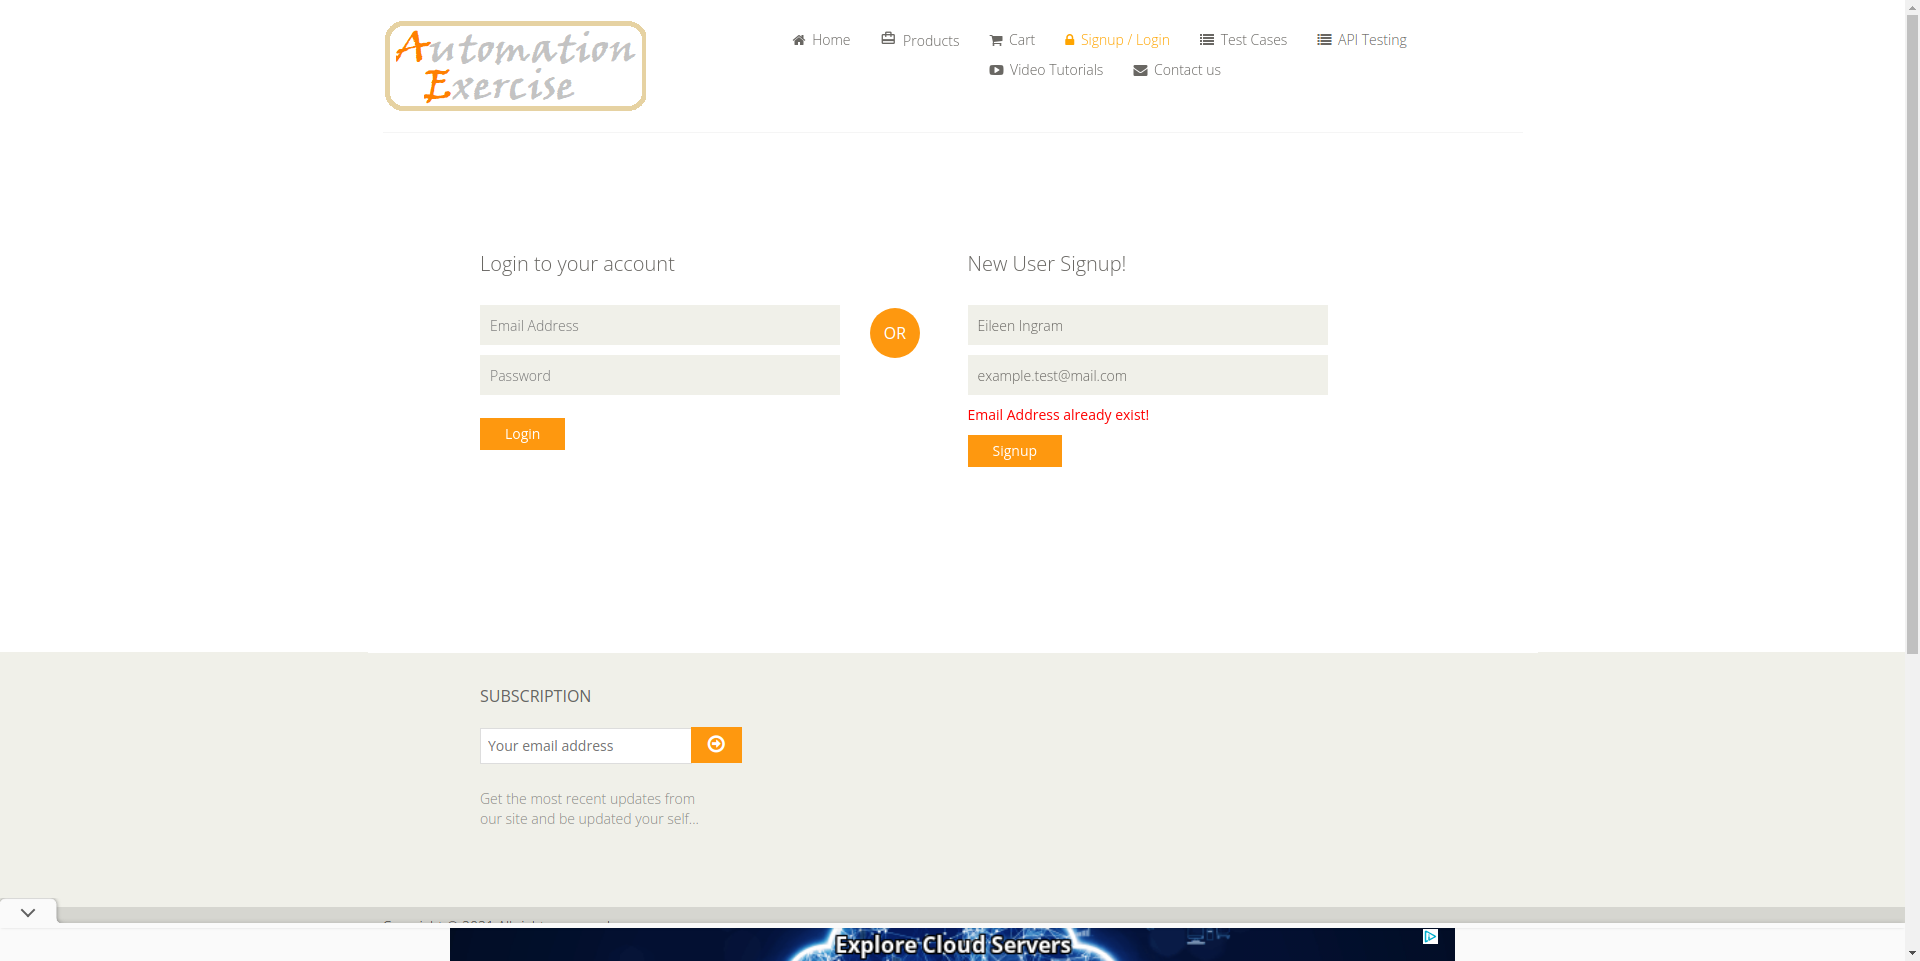 Automation
Exercise
Home
Products
Cart
Signup / Login
Test Cases
API Testing
Video Tutorials
Contact us
Login to your account
Email Address
Password
Login
OR
New User Signup!
Eileen Ingram
example.test@mail.com
Email Address already exist!
Signup
SUBSCRIPTION
Your email address
Get the most recent updates from
our site and be updated your self...
Explore Cloud Servers